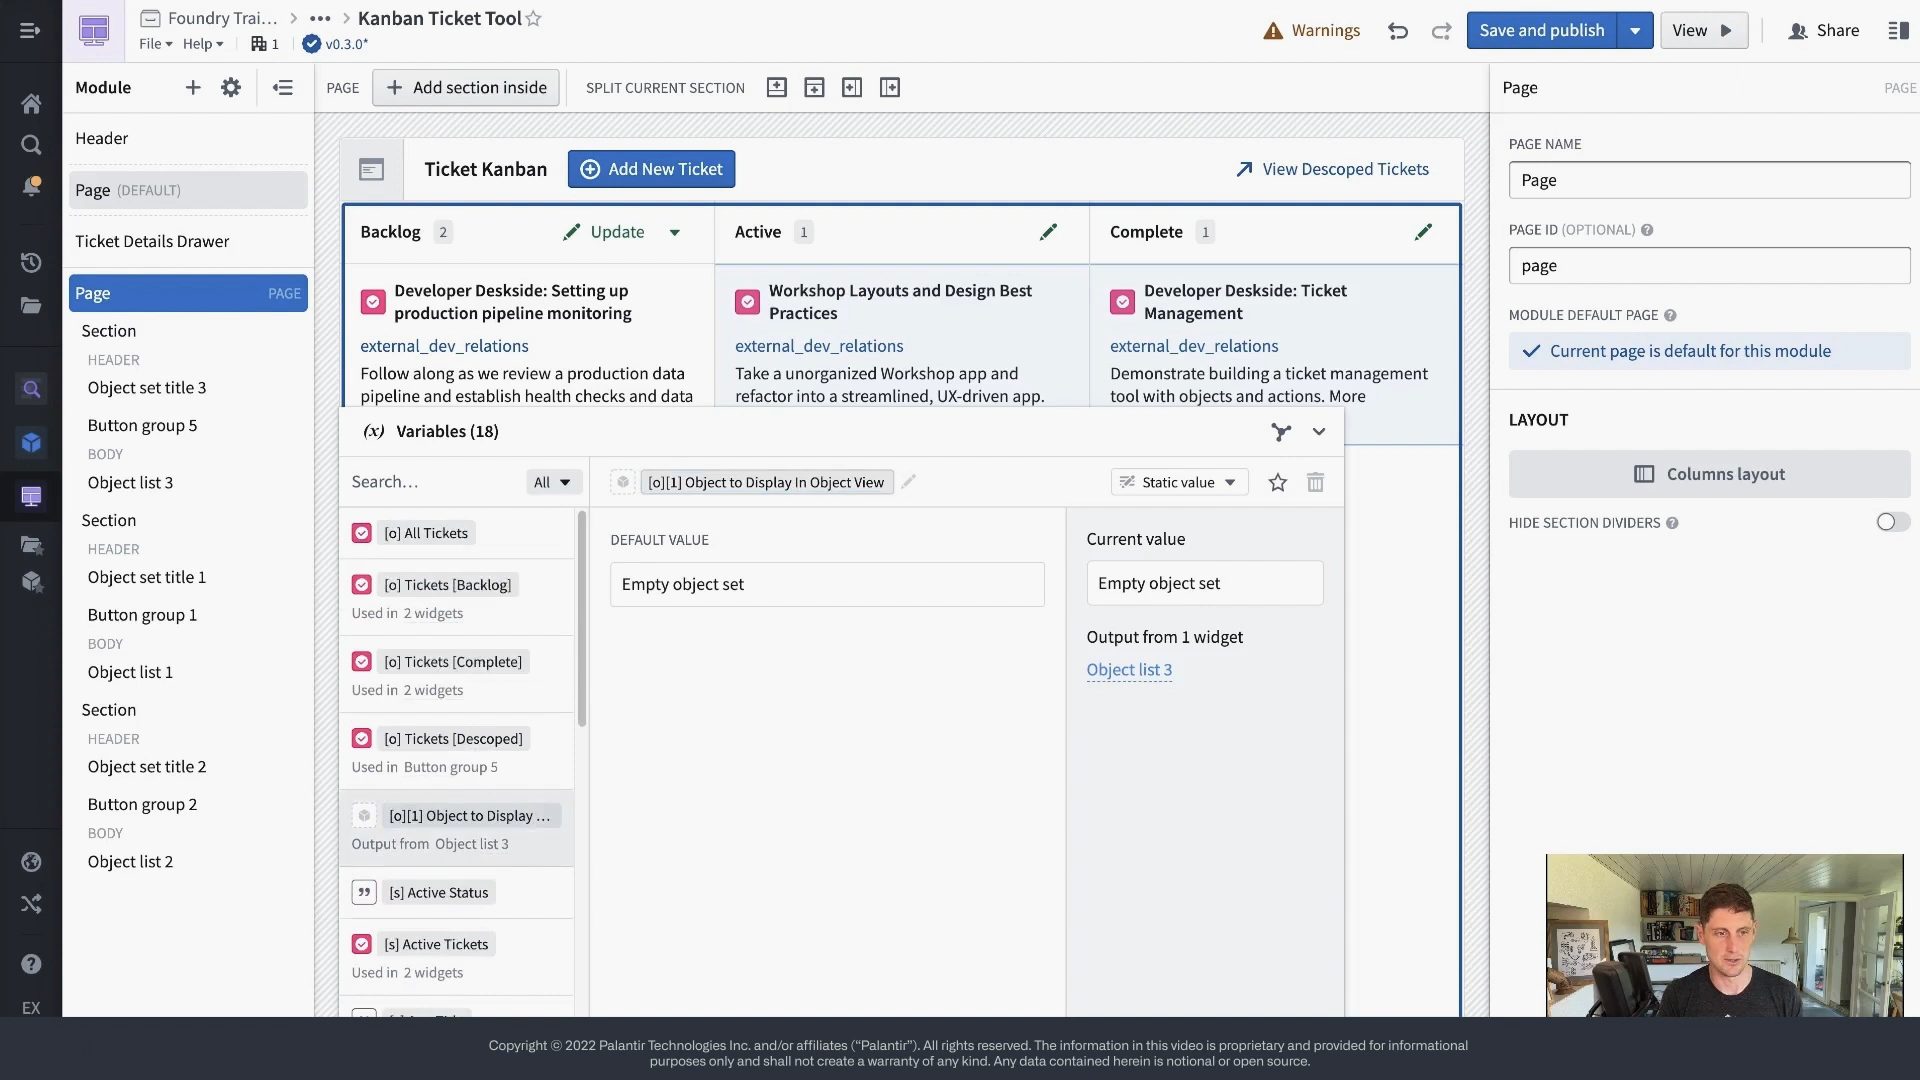 Foundry Trai… > ••• > Kanban Ticket Tool
File Help 1 v0.3.0*
Warnings
Save and publish
View
Share
Module
PAGE
Add section inside
SPLIT CURRENT SECTION
Page
PAGE
Header
Page (DEFAULT)
Ticket Details Drawer
Page PAGE
Section
HEADER
Object set title 3
Button group 5
BODY
Object list 3
Section
HEADER
Object set title 1
Button group 1
BODY
Object list 1
Section
HEADER
Object set title 2
Button group 2
BODY
Object list 2
EX
Ticket Kanban
Add New Ticket
View Descoped Tickets
Backlog 2
Update
Active 1
Complete 1
Developer Deskside: Setting up
production pipeline monitoring
external_dev_relations
Follow along as we review a production data
pipeline and establish health checks and data
Workshop Layouts and Design Best
Practices
external_dev_relations
Take a unorganized Workshop app and
refactor into a streamlined, UX-driven app.
Developer Deskside: Ticket
Management
external_dev_relations
Demonstrate building a ticket management
tool with objects and actions. More
(x) Variables (18)
Search…
All
[o][1] Object to Display In Object View
Static value
[o] All Tickets
[o] Tickets [Backlog]
Used in 2 widgets
[o] Tickets [Complete]
Used in 2 widgets
[o] Tickets [Descoped]
Used in Button group 5
[o][1] Object to Display …
Output from Object list 3
[s] Active Status
[s] Active Tickets
Used in 2 widgets
DEFAULT VALUE
Empty object set
Current value
Empty object set
Output from 1 widget
Object list 3
PAGE NAME
Page
PAGE ID (OPTIONAL)
page
MODULE DEFAULT PAGE
Current page is default for this module
LAYOUT
Columns layout
HIDE SECTION DIVIDERS
Copyright © 2022 Palantir Technologies Inc. and/or affiliates (“Palantir”). All rights reserved. The information in this video is proprietary and provided for informational
purposes only and shall not create a warranty of any kind. Any data contained herein is notional or open source.